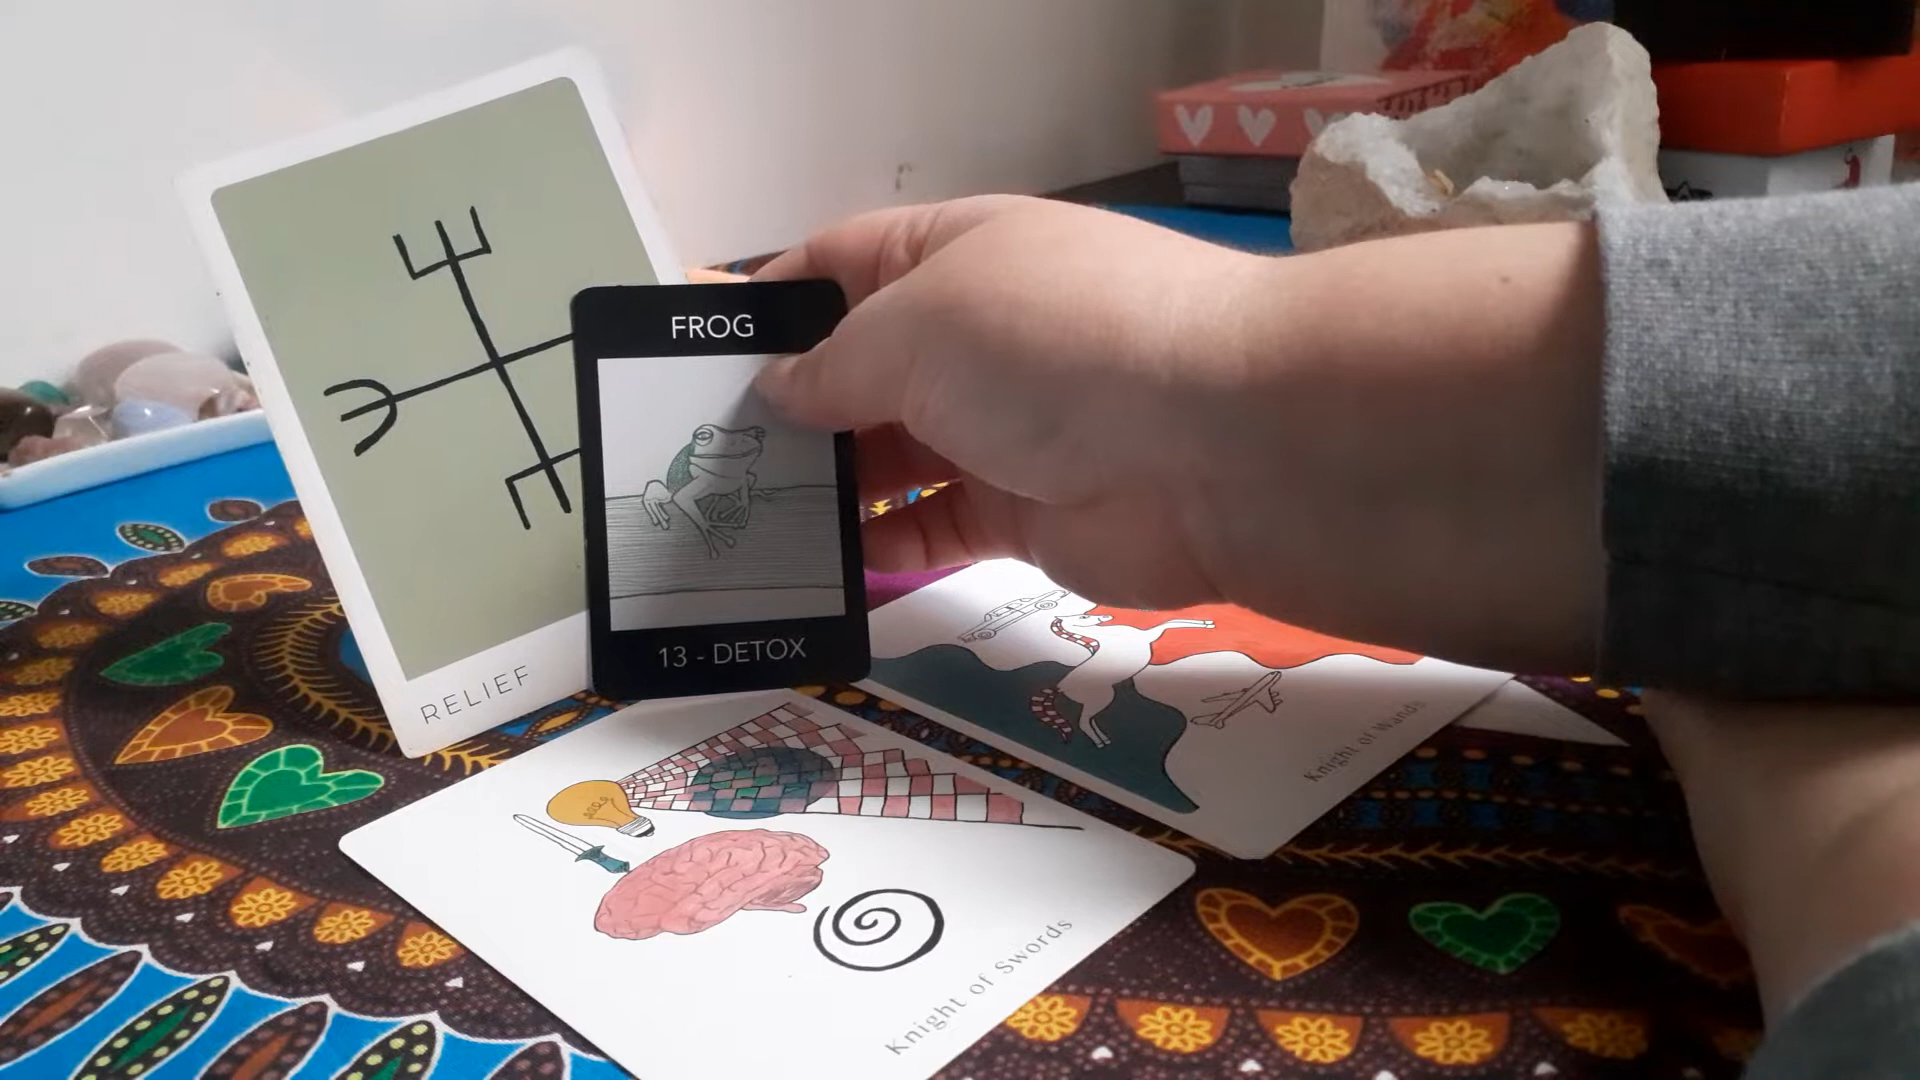 FROG
13 - DETOX
RELIEF
Knight of Wands
Knight of Swords